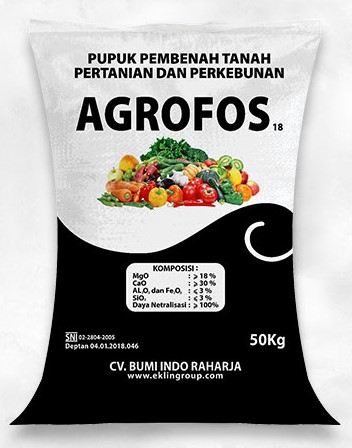 PUPUK PEMBENAH TANAH
PERTANIAN DAN PERKEBUNAN
AGROFOS 18
KOMPOSISI :
MgO : ⩾ 18 %
CaO : ⩾ 30 %
AL₂O₃ dan Fe₂O₃ : ⩽ 3 %
SiO₂ : ⩽ 3 %
Daya Netralisasi : ⩾ 100%
SNI 02-2804-2005
Deptan 04.01.2018.046
50Kg
CV. BUMI INDO RAHARJA
www.eklingroup.com